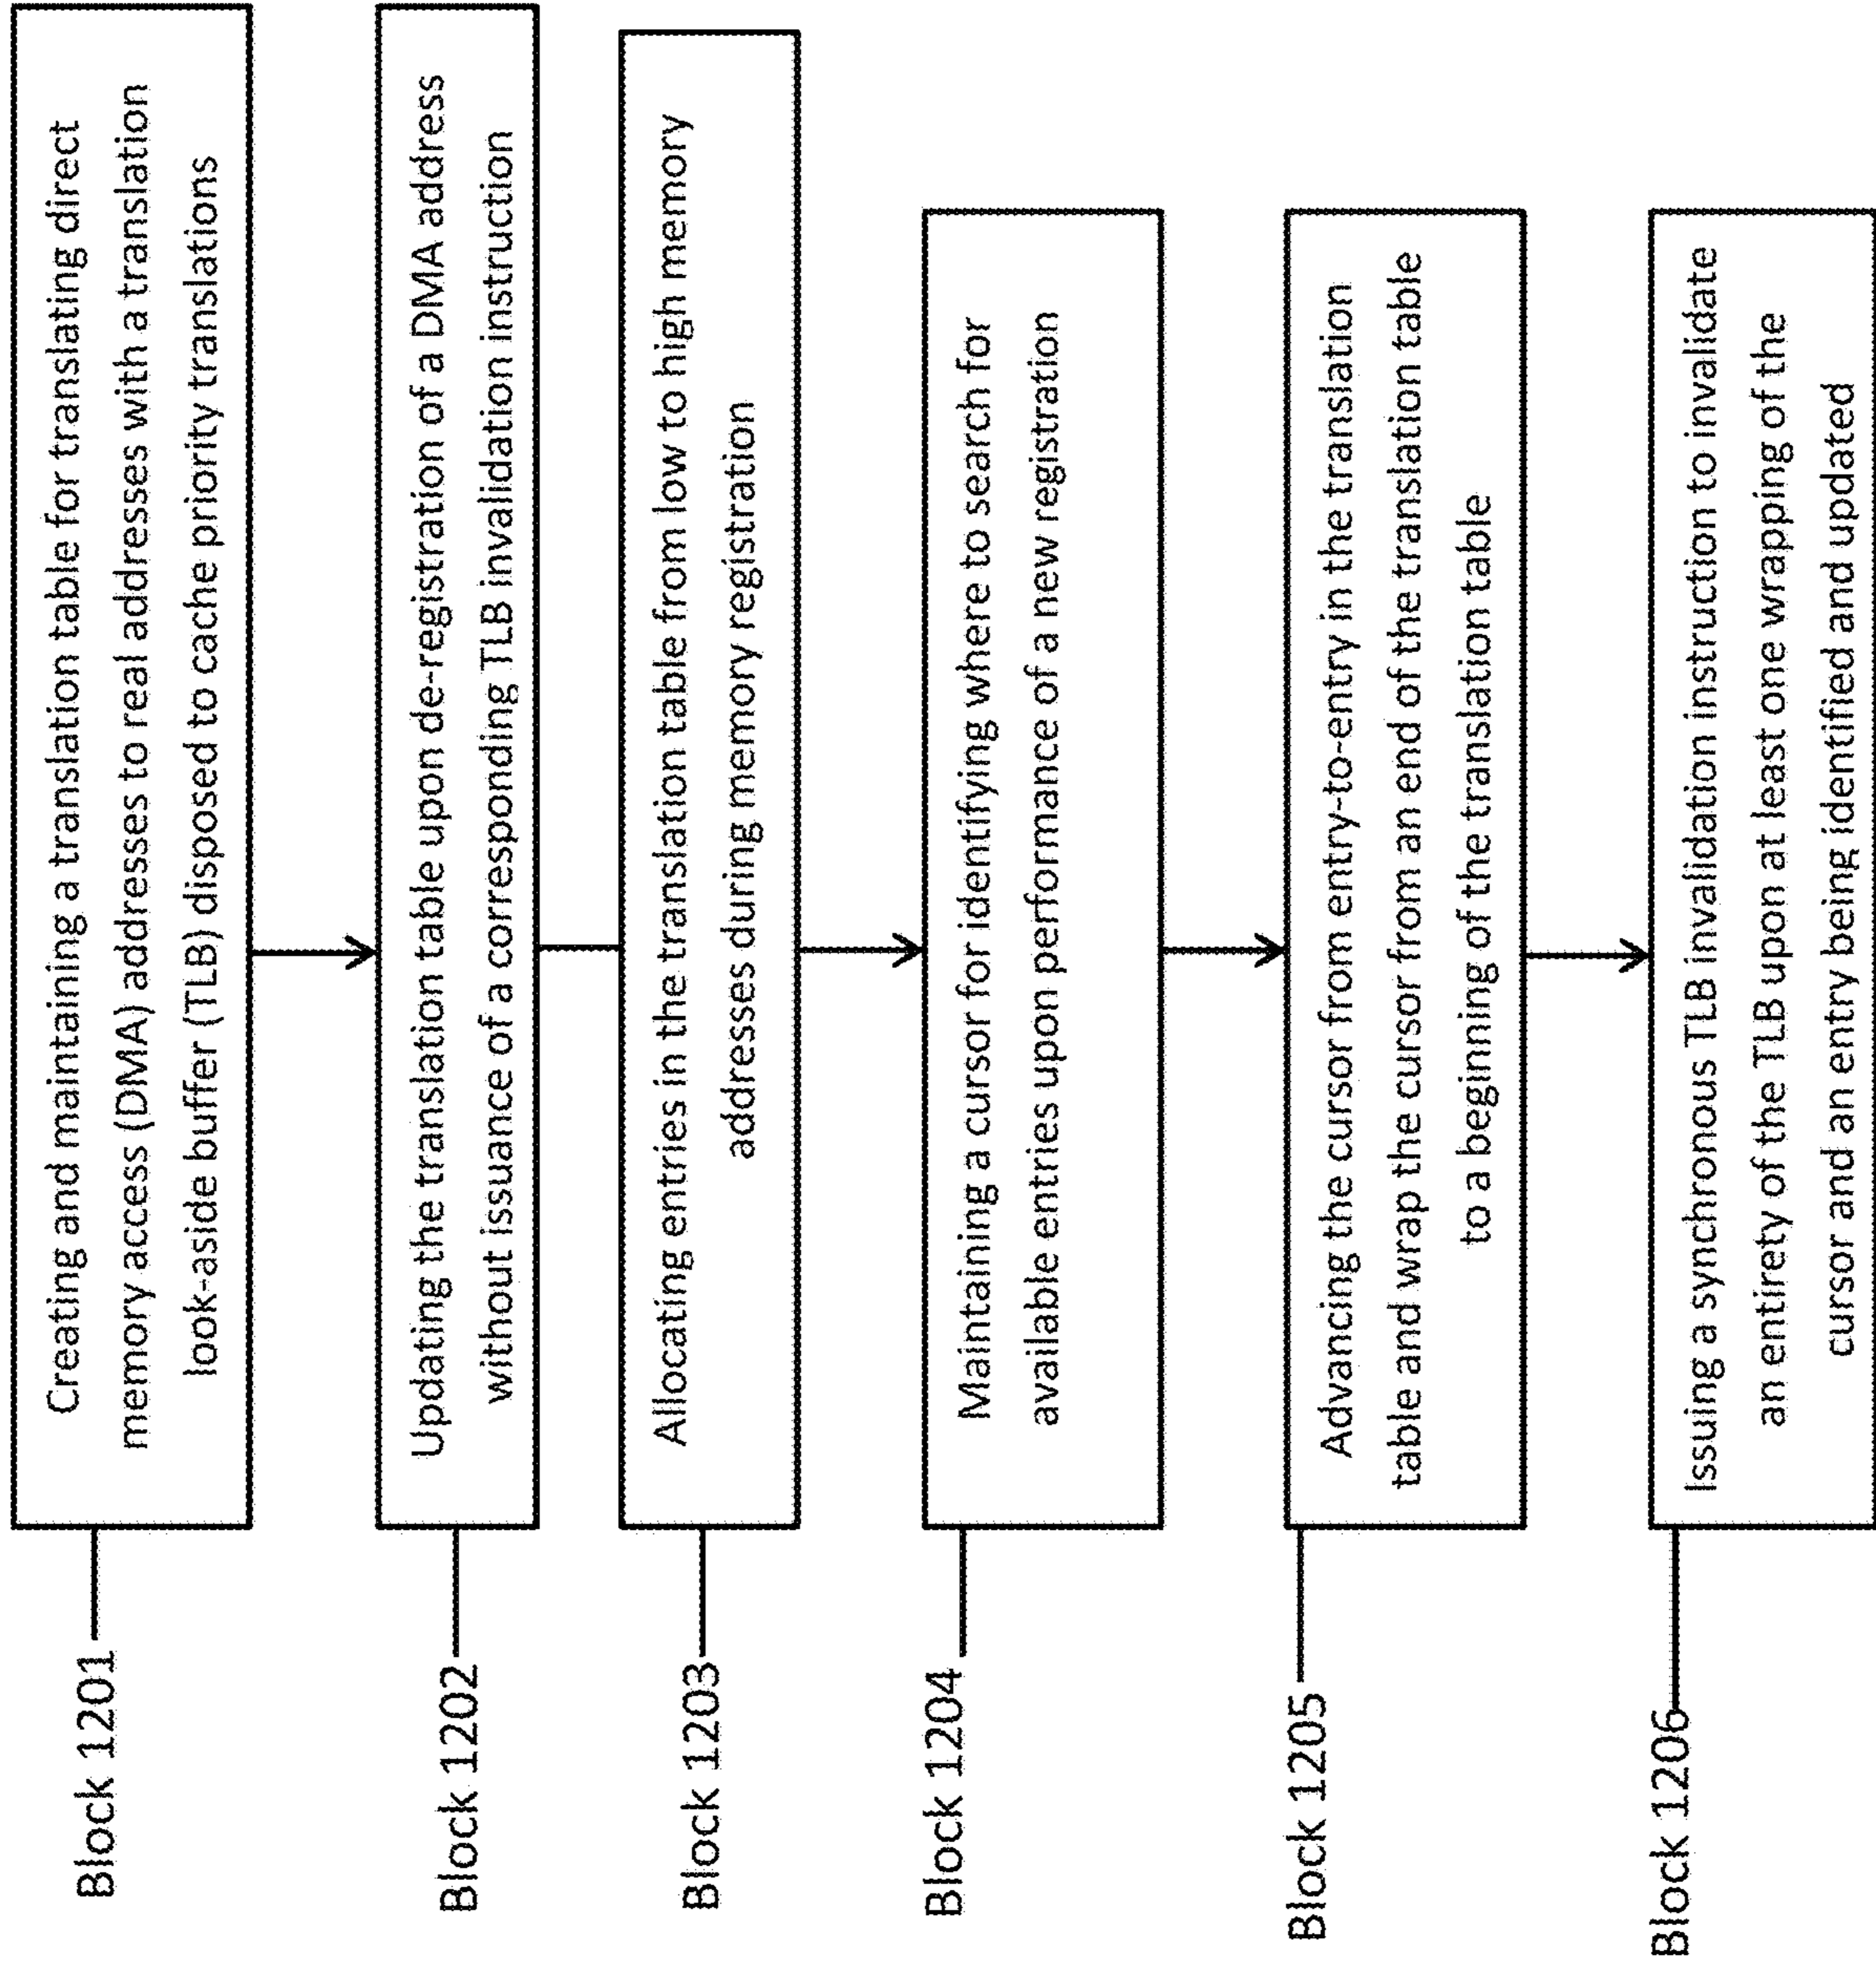 Block 1201
Creating and maintaining a translation table for translating direct
memory access (DMA) addresses to real addresses with a translation
look-aside buffer (TLB) disposed to cache priority translations
Block 1202
Updating the translation table upon de-registration of a DMA address
without issuance of a corresponding TLB invalidation instruction
Block 1203
Allocating entries in the translation table from low to high memory
addresses during memory registration
Block 1204
Maintaining a cursor for identifying where to search for
available entries upon performance of a new registration
Block 1205
Advancing the cursor from entry-to-entry in the translation
table and wrap the cursor from an end of the translation table
to a beginning of the translation table
Block 1206
Issuing a synchronous TLB invalidation instruction to invalidate
an entirety of the TLB upon at least one wrapping of the
cursor and an entry being identified and updated